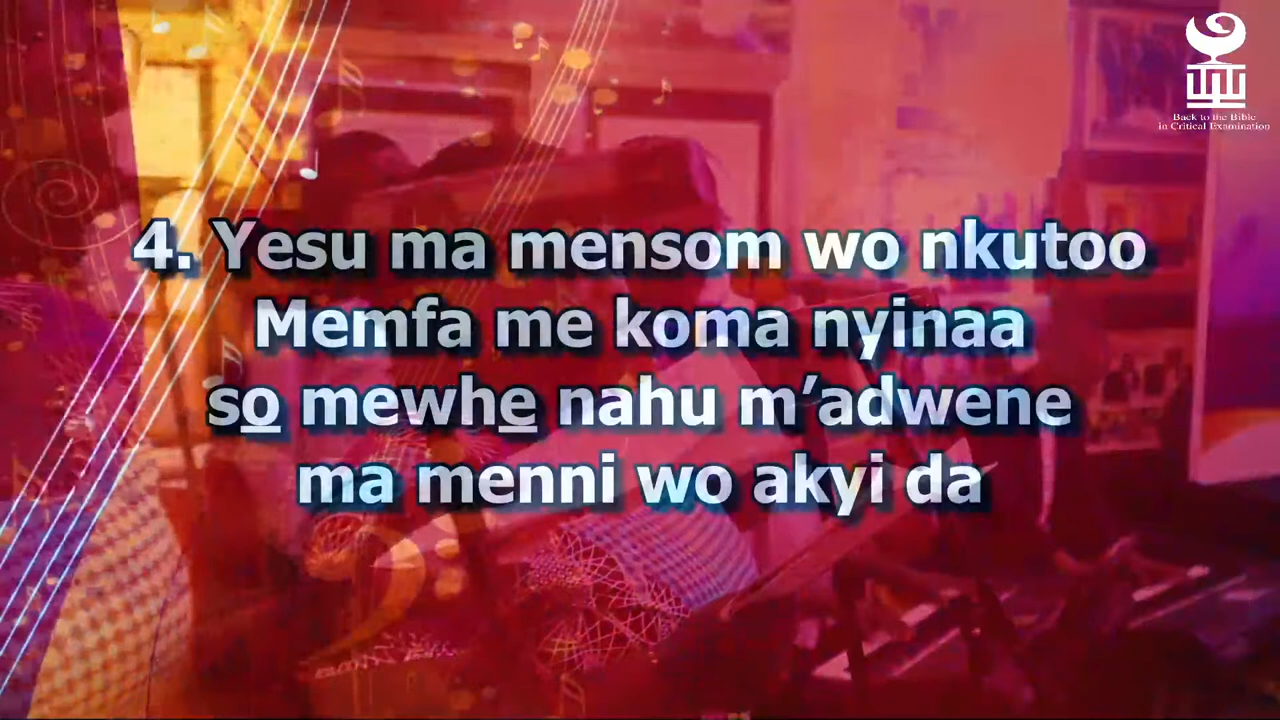 Back to the Bible
in Critical Examination
4. Yesu ma mensom wo nkutoo
Memfa me koma nyinaa
so̲ mewhe̲ nahu m’adwene
ma menni wo akyi da